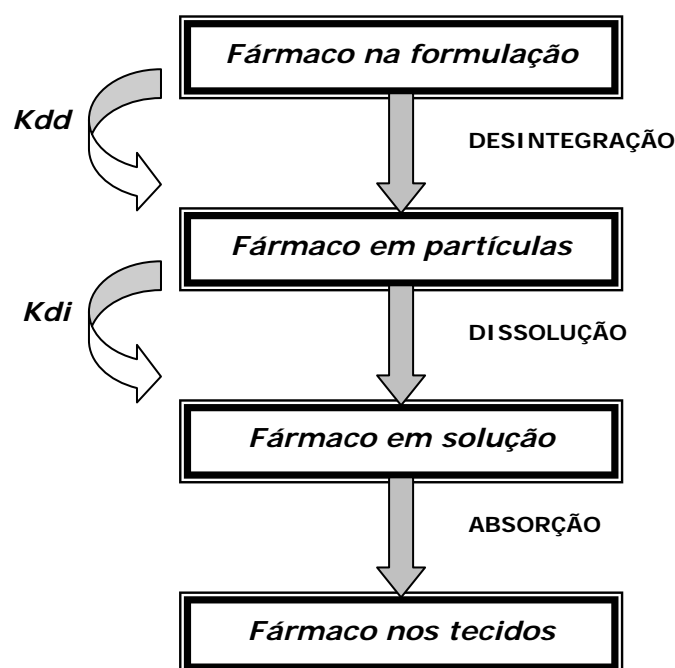 Fármaco na formulação
Kdd
DESINTEGRAÇÃO
Fármaco em partículas
Kdi
DISSOLUÇÃO
Fármaco em solução
ABSORÇÃO
Fármaco nos tecidos